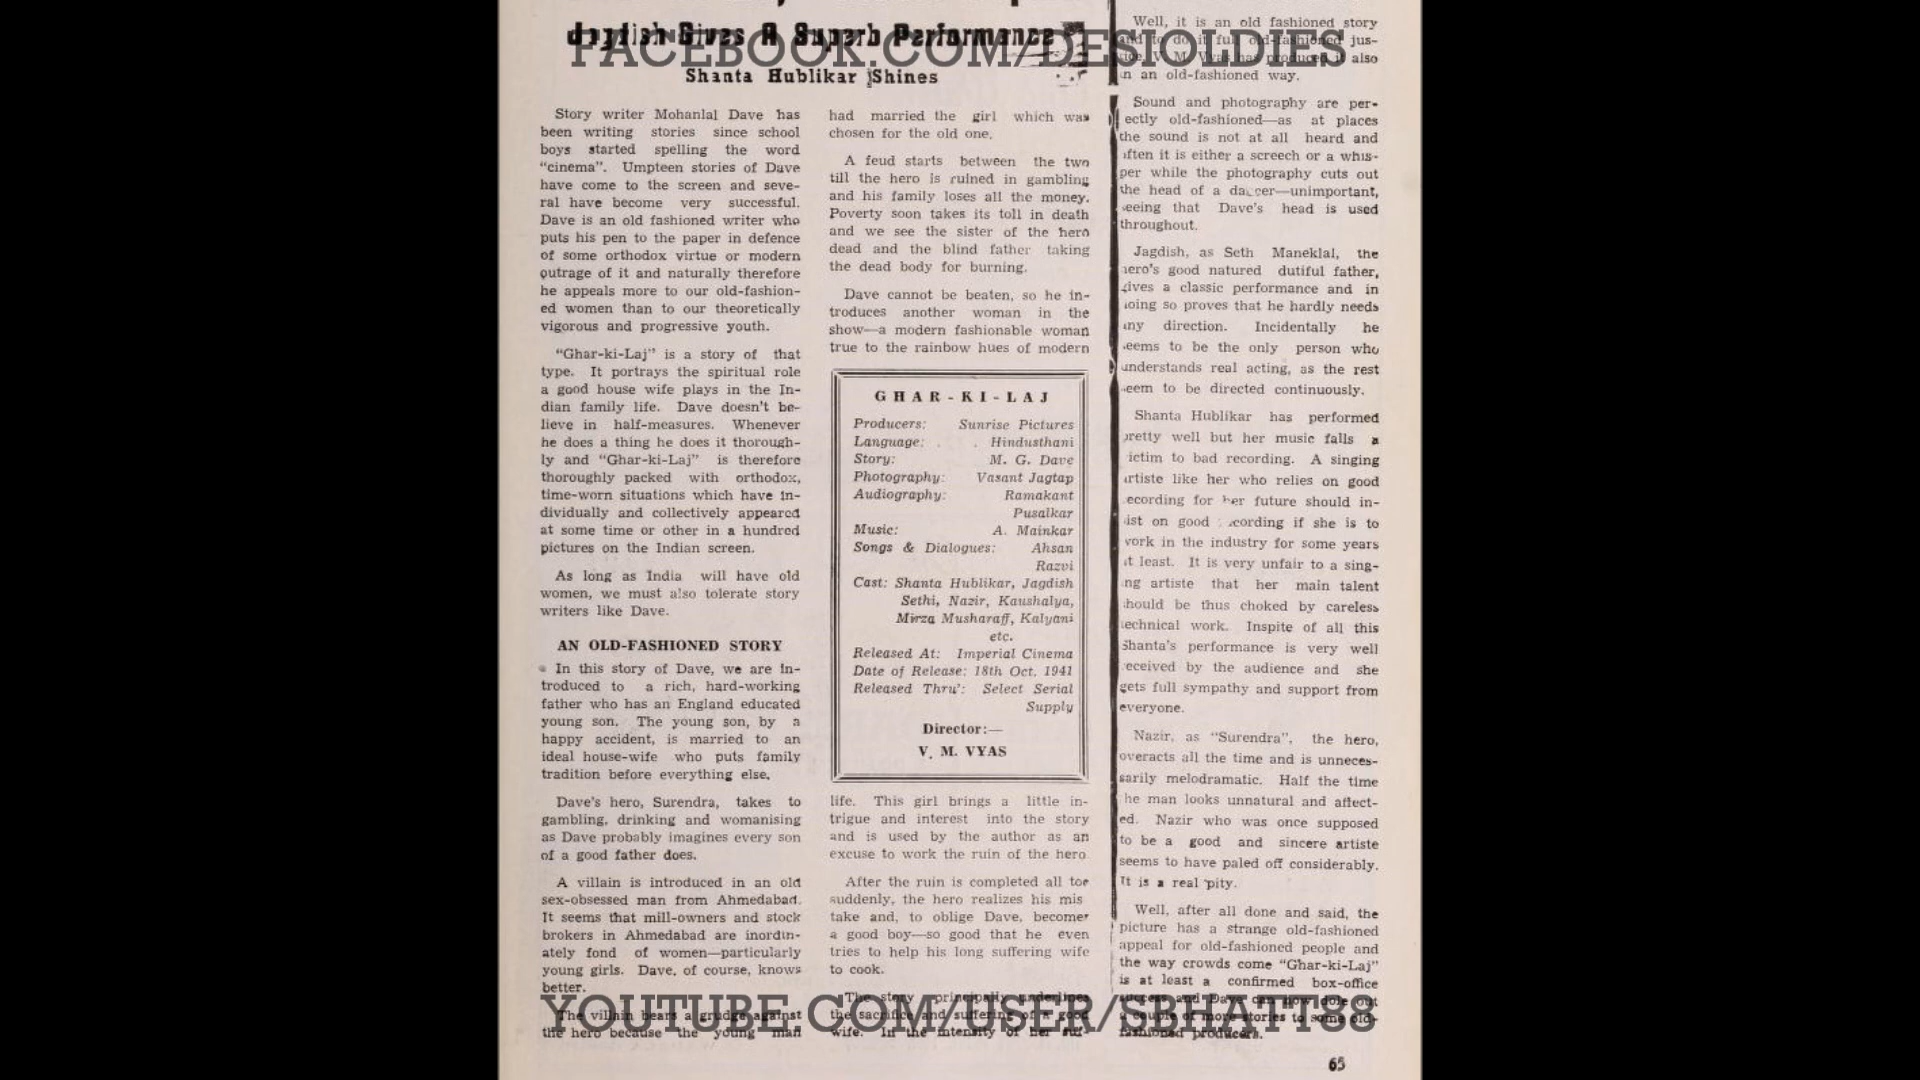 Jagdish Gives A Superb Performance
FACEBOOK.COM/DESIOLDIES
Shanta Hublikar Shines
Story writer Mohanlal Dave has
been writing stories since school
boys started spelling the word
“cinema”. Umpteen stories of Dave
have come to the screen and seve-
ral have become very successful.
Dave is an old fashioned writer who
puts his pen to the paper in defence
of some orthodox virtue or modern
outrage of it and naturally therefore
he appeals more to our old-fashion-
ed women than to our theoretically
vigorous and progressive youth.
“Ghar-ki-Laj” is a story of that
type. It portrays the spiritual role
a good house wife plays in the In-
dian family life. Dave doesn't be-
lieve in half-measures. Whenever
he does a thing he does it thorough-
ly and “Ghar-ki-Laj” is therefore
thoroughly packed with orthodox,
time-worn situations which have in-
dividually and collectively appeared
at some time or other in a hundred
pictures on the Indian screen.
As long as India will have old
women, we must also tolerate story
writers like Dave.
AN OLD-FASHIONED STORY
In this story of Dave, we are in-
troduced to a rich, hard-working
father who has an England educated
young son. The young son, by a
happy accident, is married to an
ideal house-wife who puts family
tradition before everything else.
Dave's hero, Surendra, takes to
gambling, drinking and womanising
as Dave probably imagines every son
of a good father does.
A villain is introduced in an old
sex-obsessed man from Ahmedabad.
It seems that mill-owners and stock
brokers in Ahmedabad are inordin-
ately fond of women—particularly
young girls. Dave, of course, knows
better.
The villain bears a grudge against
the hero because the young man
had married the girl which was
chosen for the old one.
A feud starts between the two
till the hero is ruined in gambling
and his family loses all the money.
Poverty soon takes its toll in death
and we see the sister of the hero
dead and the blind father taking
the dead body for burning.
Dave cannot be beaten, so he in-
troduces another woman in the
show—a modern fashionable woman
true to the rainbow hues of modern
GHAR-KI-LAJ
Producers: Sunrise Pictures
Language: . . Hindusthani
Story: M. G. Dave
Photography: Vasant Jagtap
Audiography: Ramakant
Pusalkar
Music: A. Mainkar
Songs & Dialogues: Ahsan
Razvi
Cast: Shanta Hublikar, Jagdish
Sethi, Nazir, Kaushalya,
Mirza Musharaff, Kalyani
etc.
Released At: Imperial Cinema
Date of Release: 18th Oct. 1941
Released Thru': Select Serial
Supply
Director:—
V. M. VYAS
life. This girl brings a little in-
trigue and interest into the story
and is used by the author as an
excuse to work the ruin of the hero
After the ruin is completed all too
suddenly, the hero realizes his mis
take and, to oblige Dave, becomes
a good boy—so good that he even
tries to help his long suffering wife
to cook.
The story principally underlines
the sacrifice and suffering of a good
wife. In the intensity of her suf-
Well, it is an old fashioned story
and to do it full old-fashioned jus-
tice, V. M. Vyas has produced it also
in an old-fashioned way.
Sound and photography are per-
ectly old-fashioned—as at places
the sound is not at all heard and
often it is either a screech or a whis-
per while the photography cuts out
the head of a dancer—unimportant,
seeing that Dave's head is used
throughout.
Jagdish, as Seth Maneklal, the
hero's good natured dutiful father,
gives a classic performance and in
doing so proves that he hardly needs
any direction. Incidentally he
seems to be the only person who
understands real acting, as the rest
seem to be directed continuously.
Shanta Hublikar has performed
pretty well but her music falls a
victim to bad recording. A singing
artiste like her who relies on good
recording for her future should in-
sist on good recording if she is to
work in the industry for some years
at least. It is very unfair to a sing-
ing artiste that her main talent
should be thus choked by careless
technical work. Inspite of all this
Shanta's performance is very well
received by the audience and she
gets full sympathy and support from
everyone.
Nazir, as “Surendra”, the hero,
overacts all the time and is unneces-
sarily melodramatic. Half the time
he man looks unnatural and affect-
ed. Nazir who was once supposed
to be a good and sincere artiste
seems to have paled off considerably.
It is a real pity.
Well, after all done and said, the
picture has a strange old-fashioned
appeal for old-fashioned people and
the way crowds come “Ghar-ki-Laj”
is at least a confirmed box-office
success and Dave can now dole out
a couple of more stories to some old-
fashioned producers.
YOUTUBE.COM/USER/SBHATT88
65